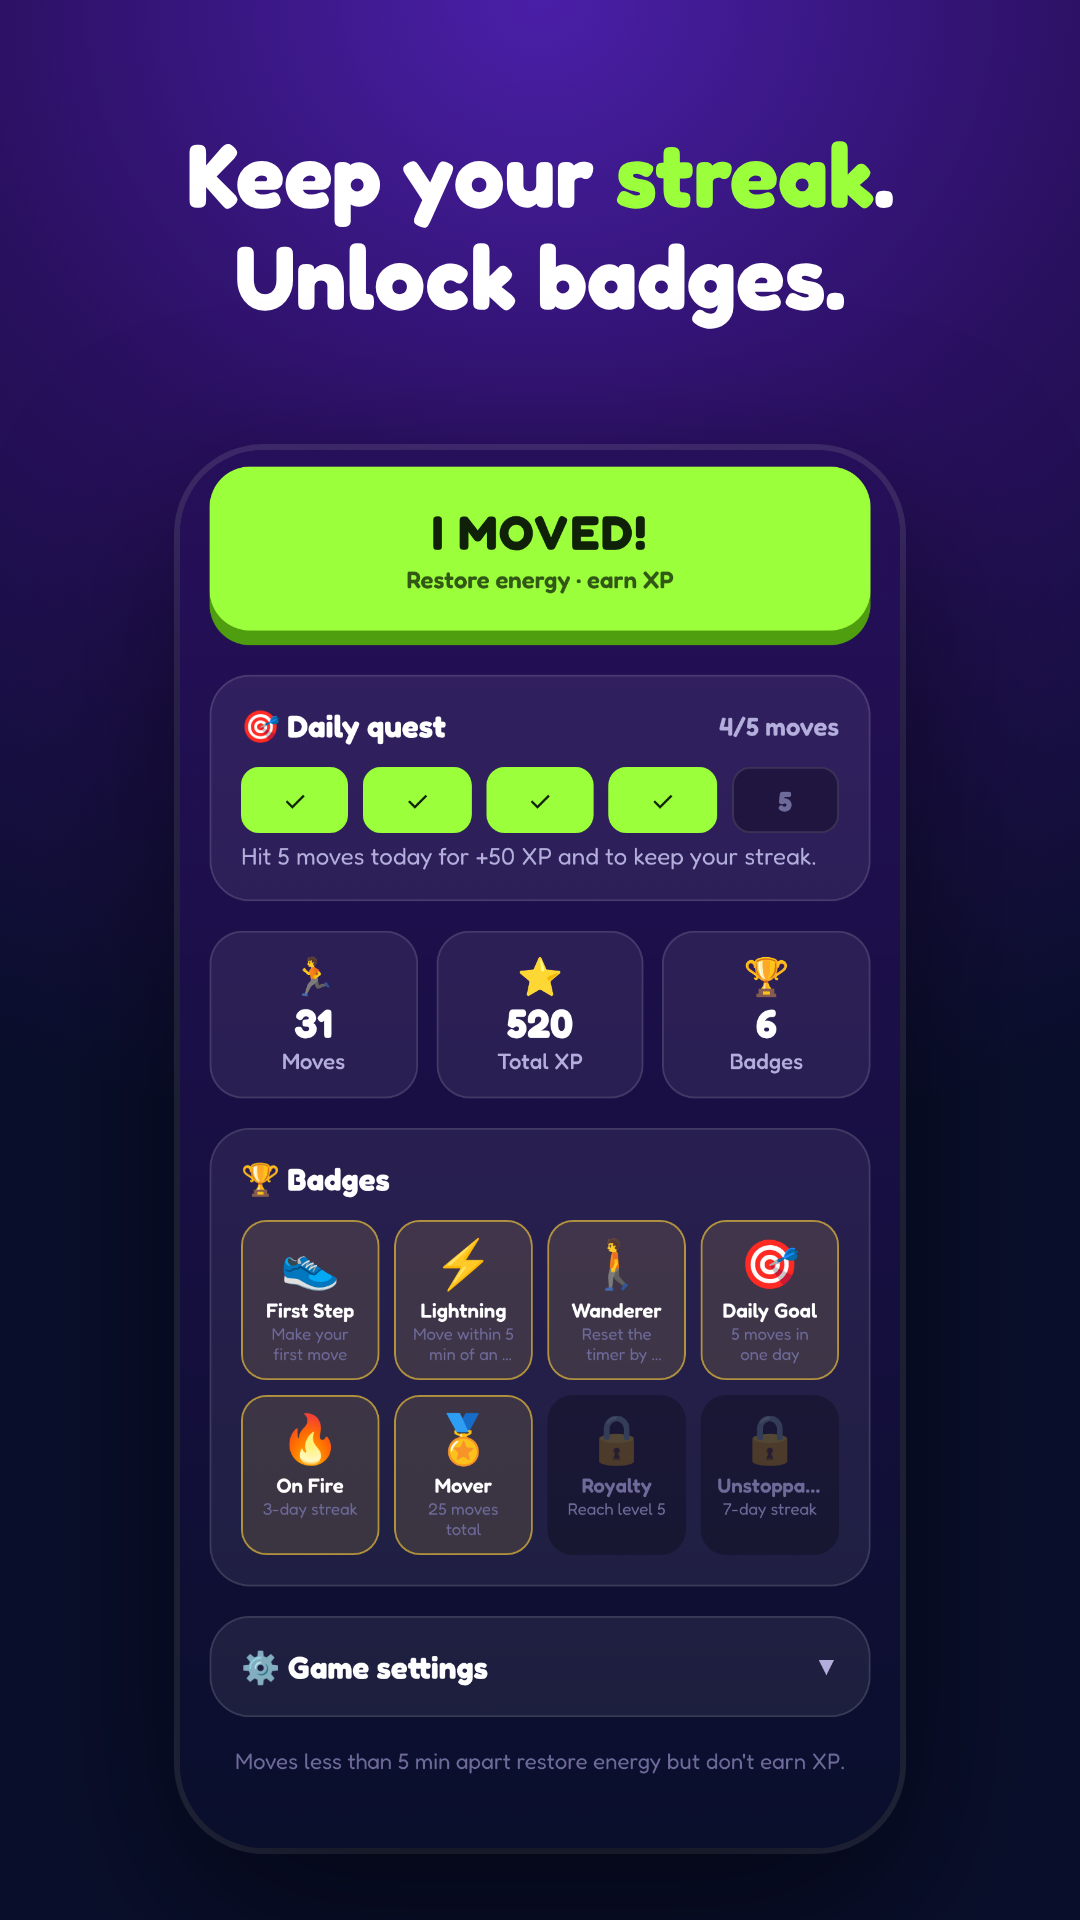 Keep your streak.
Unlock badges.
I MOVED!
Restore energy · earn XP
Daily quest
4/5 moves
5
Hit 5 moves today for +50 XP and to keep your streak.
31
Moves
520
Total XP
6
Badges
Badges
First Step
Make your
first move
Lightning
Move within 5
min of an ...
Wanderer
Reset the
timer by ...
Daily Goal
5 moves in
one day
On Fire
3-day streak
Mover
25 moves
total
Royalty
Reach level 5
Unstoppa...
7-day streak
Game settings
Moves less than 5 min apart restore energy but don't earn XP.